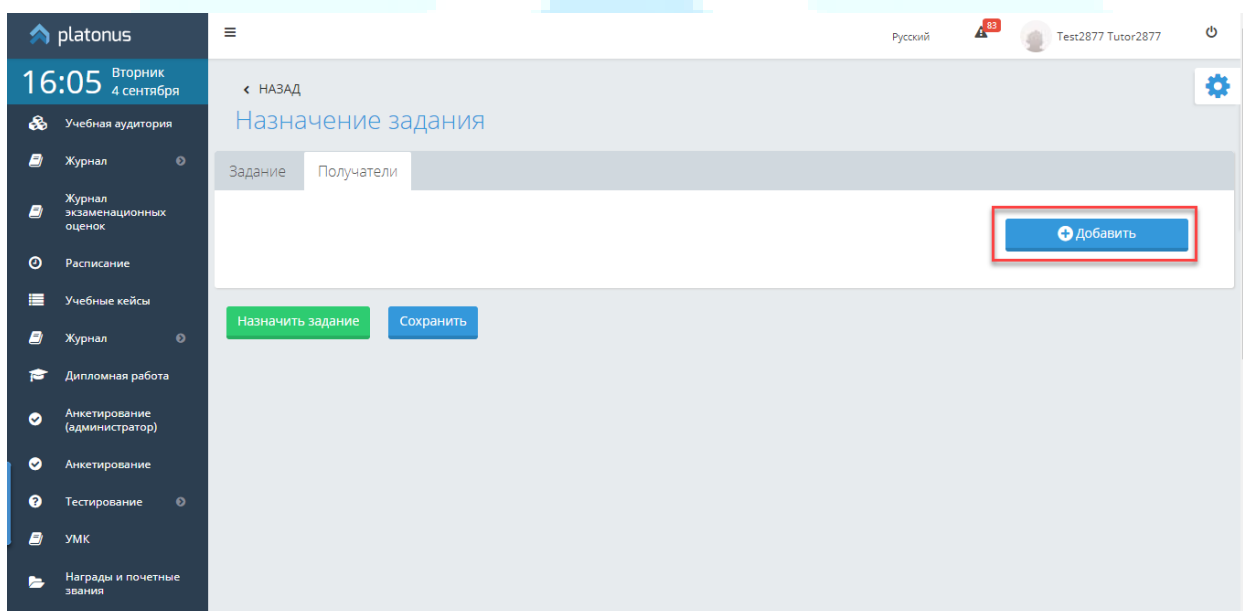 platonus
Русский
83
Test2877 Tutor2877
16:05
Вторник
4 сентября
НАЗАД
Назначение задания
Задание
Получатели
Добавить
Назначить задание
Сохранить
Учебная аудитория
Журнал
Журнал
экзаменационных
оценок
Расписание
Учебные кейсы
Журнал
Дипломная работа
Анкетирование
(администратор)
Анкетирование
Тестирование
УМК
Награды и почетные
звания